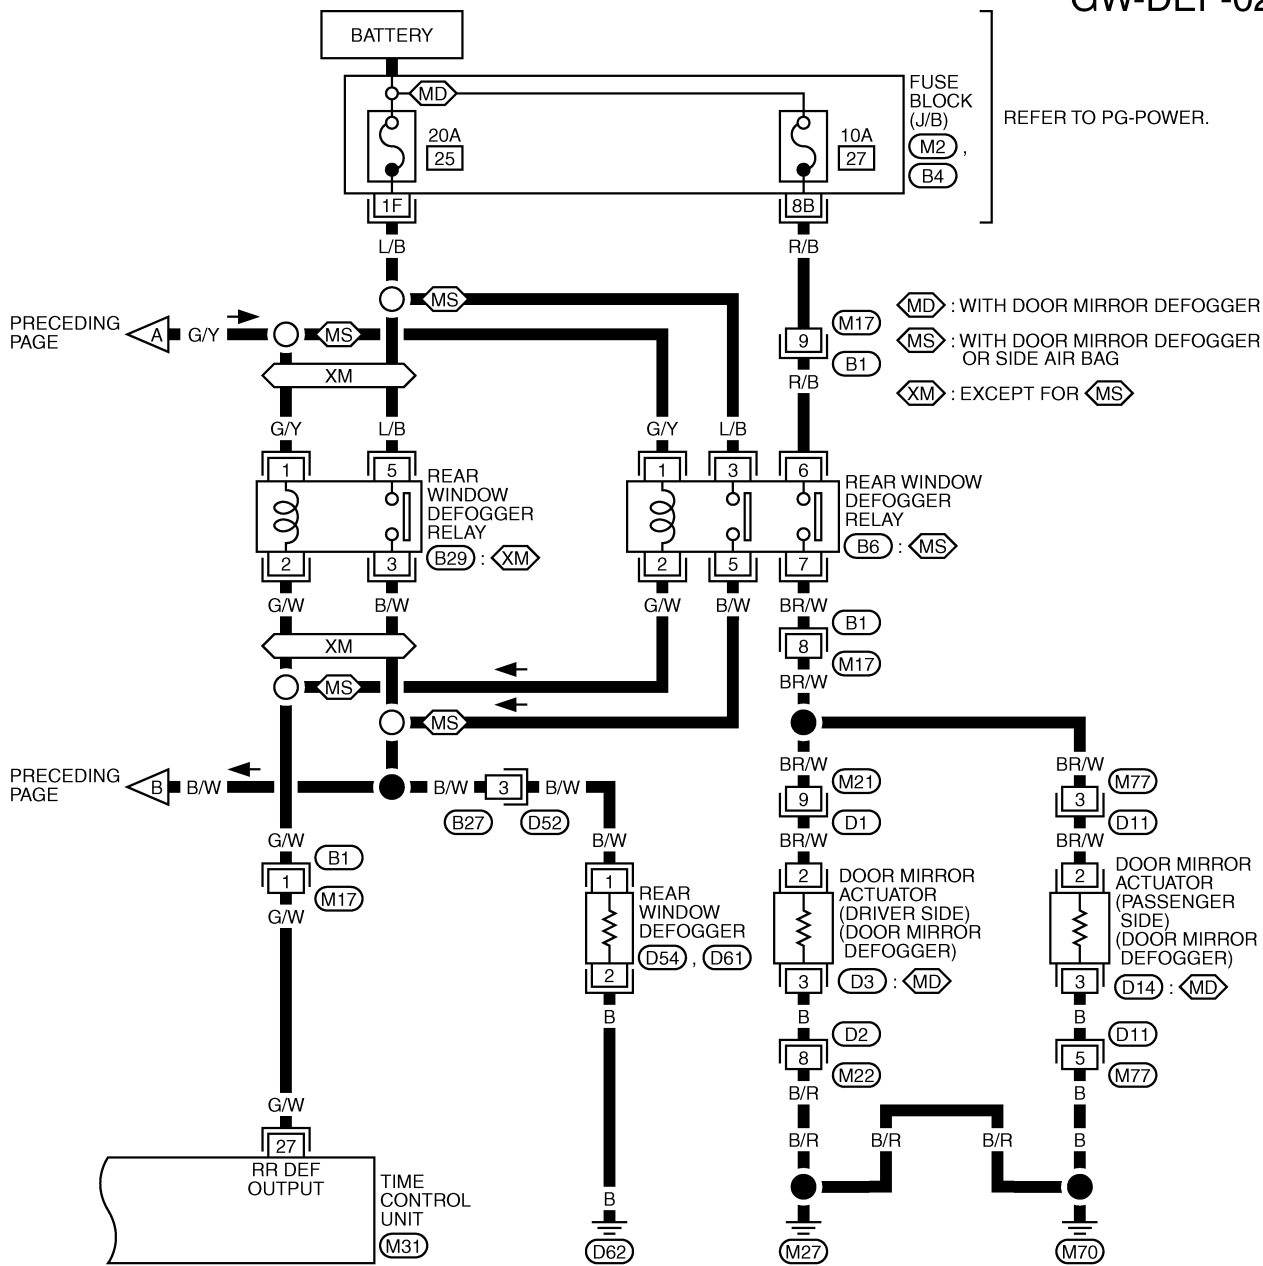 GW-DEF-02
BATTERY
MD
FUSE
BLOCK
(J/B)
M2 ,
B4
REFER TO PG-POWER.
20A
25
10A
27
1F
8B
L/B
R/B
MS
PRECEDING
PAGE
A
G/Y
MS
XM
9
M17
B1
R/B
MD : WITH DOOR MIRROR DEFOGGER
MS : WITH DOOR MIRROR DEFOGGER
OR SIDE AIR BAG
XM : EXCEPT FOR MS
G/Y
L/B
G/Y
L/B
1
5
1
3
6
REAR
WINDOW
DEFOGGER
RELAY
B29 : XM
REAR WINDOW
DEFOGGER
RELAY
B6 : MS
2
3
2
5
7
G/W
B/W
G/W
B/W
BR/W
XM
B1
8
M17
BR/W
MS
MS
PRECEDING
PAGE
B
B/W
B/W
3
B/W
B27
D52
BR/W
M21
9
D1
BR/W
BR/W
M77
3
D11
BR/W
G/W
B1
1
M17
G/W
B/W
1
REAR
WINDOW
DEFOGGER
D54 , D61
2
B
2
DOOR MIRROR
ACTUATOR
(DRIVER SIDE)
(DOOR MIRROR
DEFOGGER)
3
D3 : MD
B
2
DOOR MIRROR
ACTUATOR
(PASSENGER
SIDE)
(DOOR MIRROR
DEFOGGER)
3
D14 : MD
B
D2
8
M22
B/R
D11
5
M77
B
G/W
27
RR DEF
OUTPUT
TIME
CONTROL
UNIT
M31
B/R
B/R
B/R
B
B
D62
M27
M70